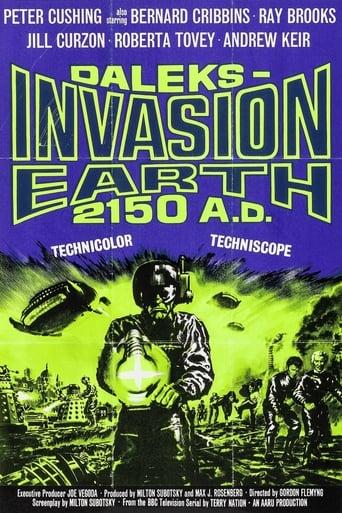 PETER CUSHING also starring BERNARD CRIBBINS · RAY BROOKS
JILL CURZON · ROBERTA TOVEY · ANDREW KEIR
DALEKS-
INVASION
EARTH
2150 A.D.
TECHNICOLOR TECHNISCOPE
Executive Producer JOE VEGODA · Produced by MILTON SUBOTSKY and MAX J. ROSENBERG · Directed by GORDON FLEMYNG
Screenplay by MILTON SUBOTSKY · From the BBC Television Serial by TERRY NATION · AN AARU PRODUCTION